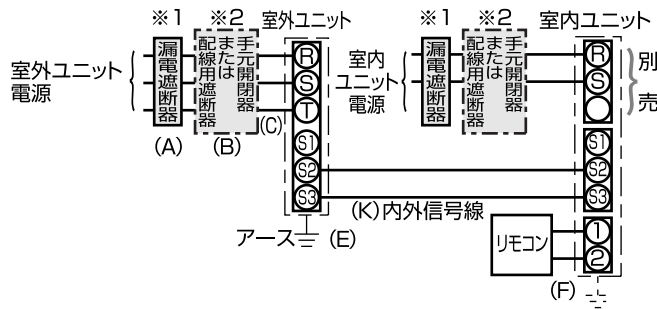 ※1
※2
室外ユニット
室外ユニット
電源
漏電遮断器
手元開閉器
または
配線用遮断器
(A)
(B)
(C)
R
S
T
S1
S2
S3
アース
(E)
※1
※2
室内ユニット
室内
ユニット
電源
漏電遮断器
手元開閉器
または
配線用遮断器
R
S
別
売
S1
S2
S3
(K)内外信号線
リモコン
1
2
(F)